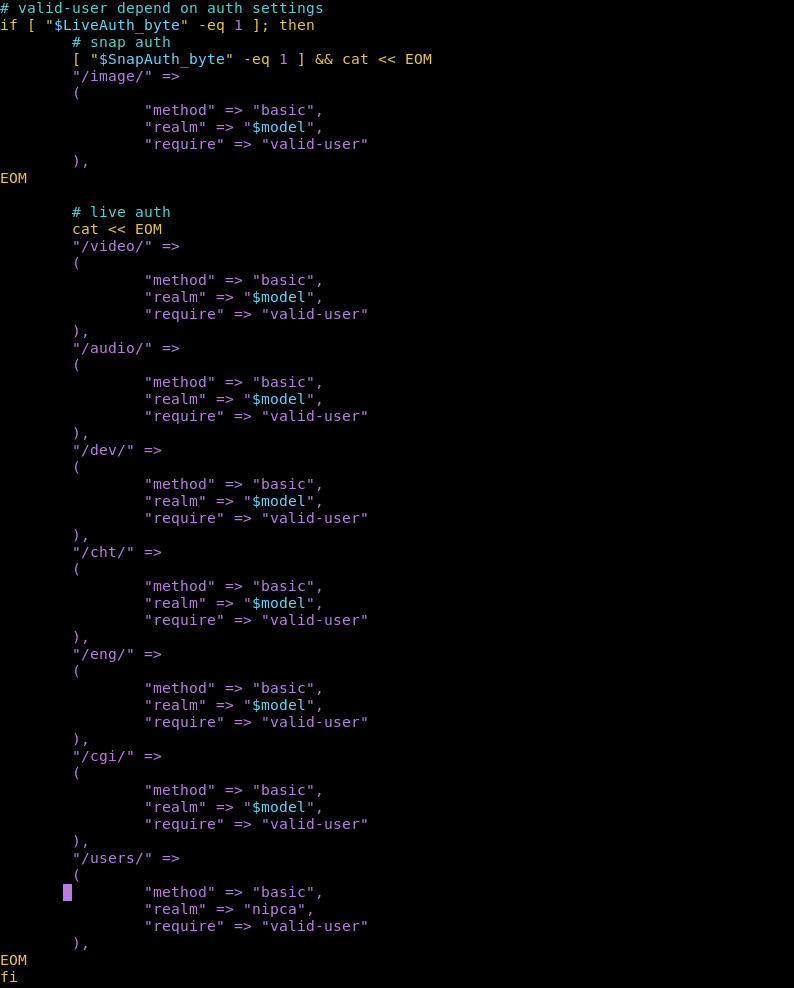 # valid-user depend on auth settings
if [ "$LiveAuth_byte" -eq 1 ]; then
        # snap auth
        [ "$SnapAuth_byte" -eq 1 ] && cat << EOM
        "/image/" =>
        (
                "method" => "basic",
                "realm" => "$model",
                "require" => "valid-user"
        ),
EOM

        # live auth
        cat << EOM
        "/video/" =>
        (
                "method" => "basic",
                "realm" => "$model",
                "require" => "valid-user"
        ),
        "/audio/" =>
        (
                "method" => "basic",
                "realm" => "$model",
                "require" => "valid-user"
        ),
        "/dev/" =>
        (
                "method" => "basic",
                "realm" => "$model",
                "require" => "valid-user"
        ),
        "/cht/" =>
        (
                "method" => "basic",
                "realm" => "$model",
                "require" => "valid-user"
        ),
        "/eng/" =>
        (
                "method" => "basic",
                "realm" => "$model",
                "require" => "valid-user"
        ),
        "/cgi/" =>
        (
                "method" => "basic",
                "realm" => "$model",
                "require" => "valid-user"
        ),
        "/users/" =>
        (
                "method" => "basic",
                "realm" => "nipca",
                "require" => "valid-user"
        ),
EOM
fi